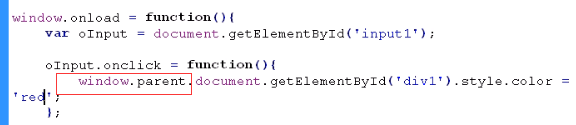 window.onload = function(){
var oInput = document.getElementById('input1');
oInput.onclick = function(){
window.parent.document.getElementById('div1').style.color =
'red';
};